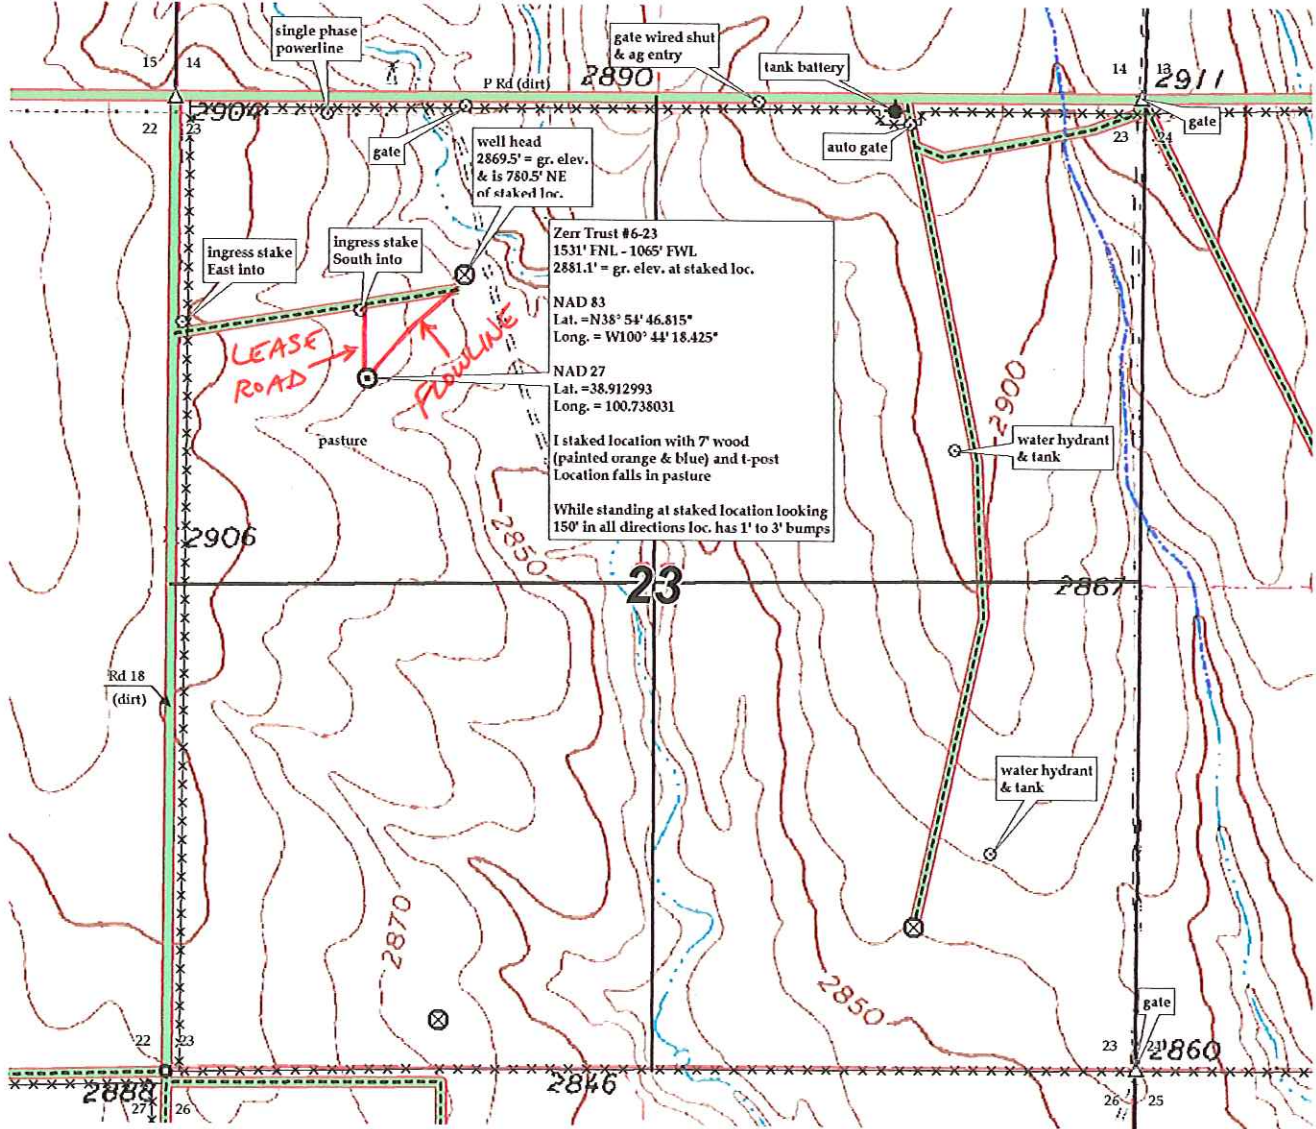 single phase
powerline
gate wired shut
& ag entry
tank battery
15 14
P Rd (dirt)
2890
14 13
2911
2904
22 23
gate
well head
2869.5' = gr. elev.
& is 780.5' NE
of staked loc.
auto gate
gate
23 24
ingress stake
East into
ingress stake
South into
Zerr Trust #6-23
1531' FNL - 1065' FWL
2881.1' = gr. elev. at staked loc.
NAD 83
Lat. =N38° 54' 46.815"
Long. = W100° 44' 18.425"
NAD 27
Lat. =38.912993
Long. = 100.738031
I staked location with 7' wood
(painted orange & blue) and t-post
Location falls in pasture
While standing at staked location looking
150' in all directions loc. has 1' to 3' bumps
LEASE
ROAD
FLOWLINE
2900
pasture
water hydrant
& tank
2906
2850
23
2867
Rd 18
(dirt)
water hydrant
& tank
2870
2850
gate
22 23
23 24
2860
2888
2846
27 26
26 25